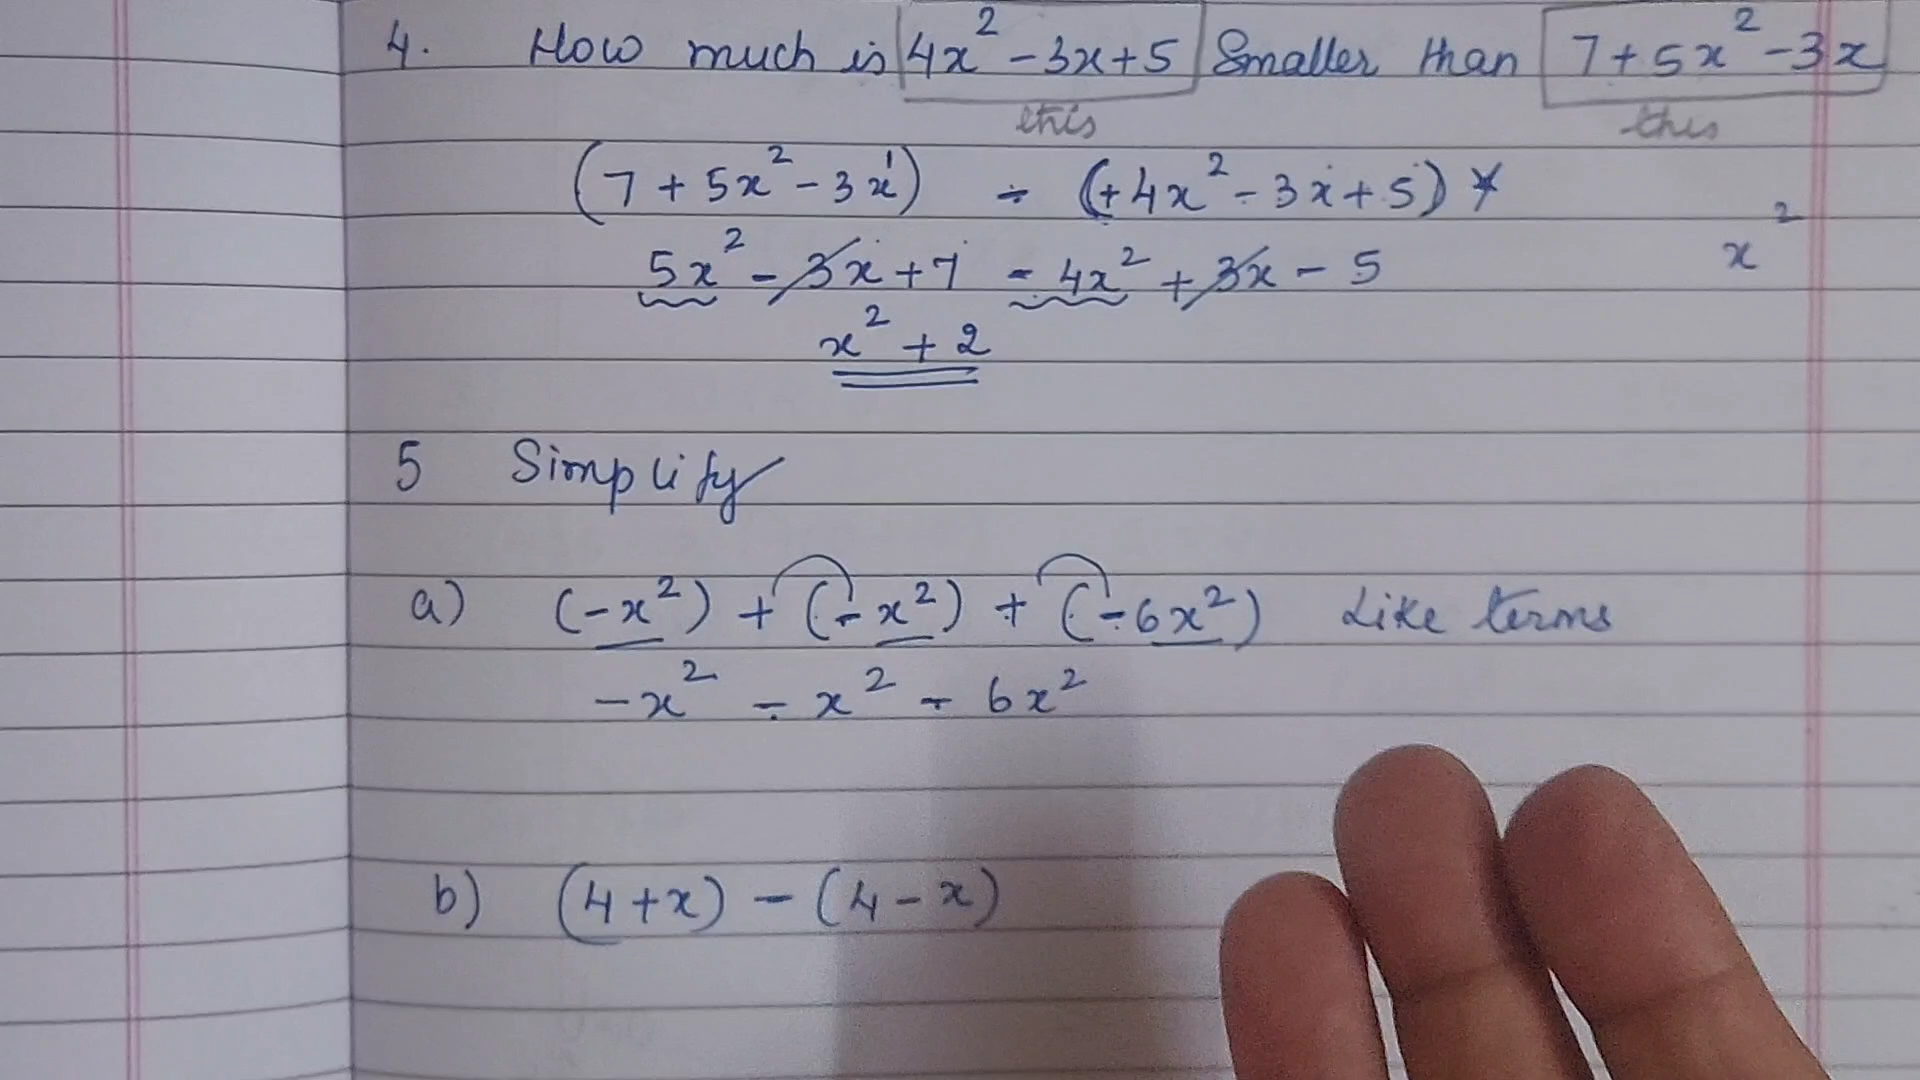 4. How much is 4x² - 3x + 5 Smaller than 7 + 5x² - 3x
this this
(7 + 5x² - 3x¹) - (+4x² - 3x + 5)
5x² - 3x + 7 - 4x² + 3x - 5 x²
x² + 2
5 Simplify
a) (-x²) + (-x²) + (-6x²) Like terms
-x² - x² - 6x²
b) (4 + x) - (4 - x)